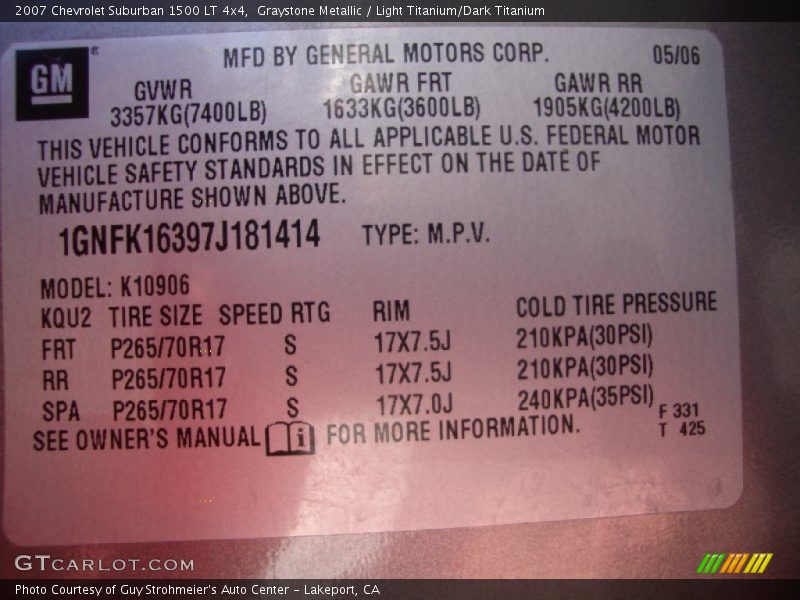 2007 Chevrolet Suburban 1500 LT 4x4, Graystone Metallic / Light Titanium/Dark Titanium
GM ®
MFD BY GENERAL MOTORS CORP. 05/06
GVWR GAWR FRT GAWR RR
3357KG(7400LB) 1633KG(3600LB) 1905KG(4200LB)
THIS VEHICLE CONFORMS TO ALL APPLICABLE U.S. FEDERAL MOTOR
VEHICLE SAFETY STANDARDS IN EFFECT ON THE DATE OF
MANUFACTURE SHOWN ABOVE.
1GNFK16397J181414 TYPE: M.P.V.
MODEL: K10906
KQU2 TIRE SIZE SPEED RTG RIM COLD TIRE PRESSURE
FRT P265/70R17 S 17X7.5J 210KPA(30PSI)
RR P265/70R17 S 17X7.5J 210KPA(30PSI)
SPA P265/70R17 S 17X7.0J 240KPA(35PSI)
SEE OWNER'S MANUAL i FOR MORE INFORMATION.
F 331
T 425
GTCARLOT.COM
Photo Courtesy of Guy Strohmeier's Auto Center - Lakeport, CA